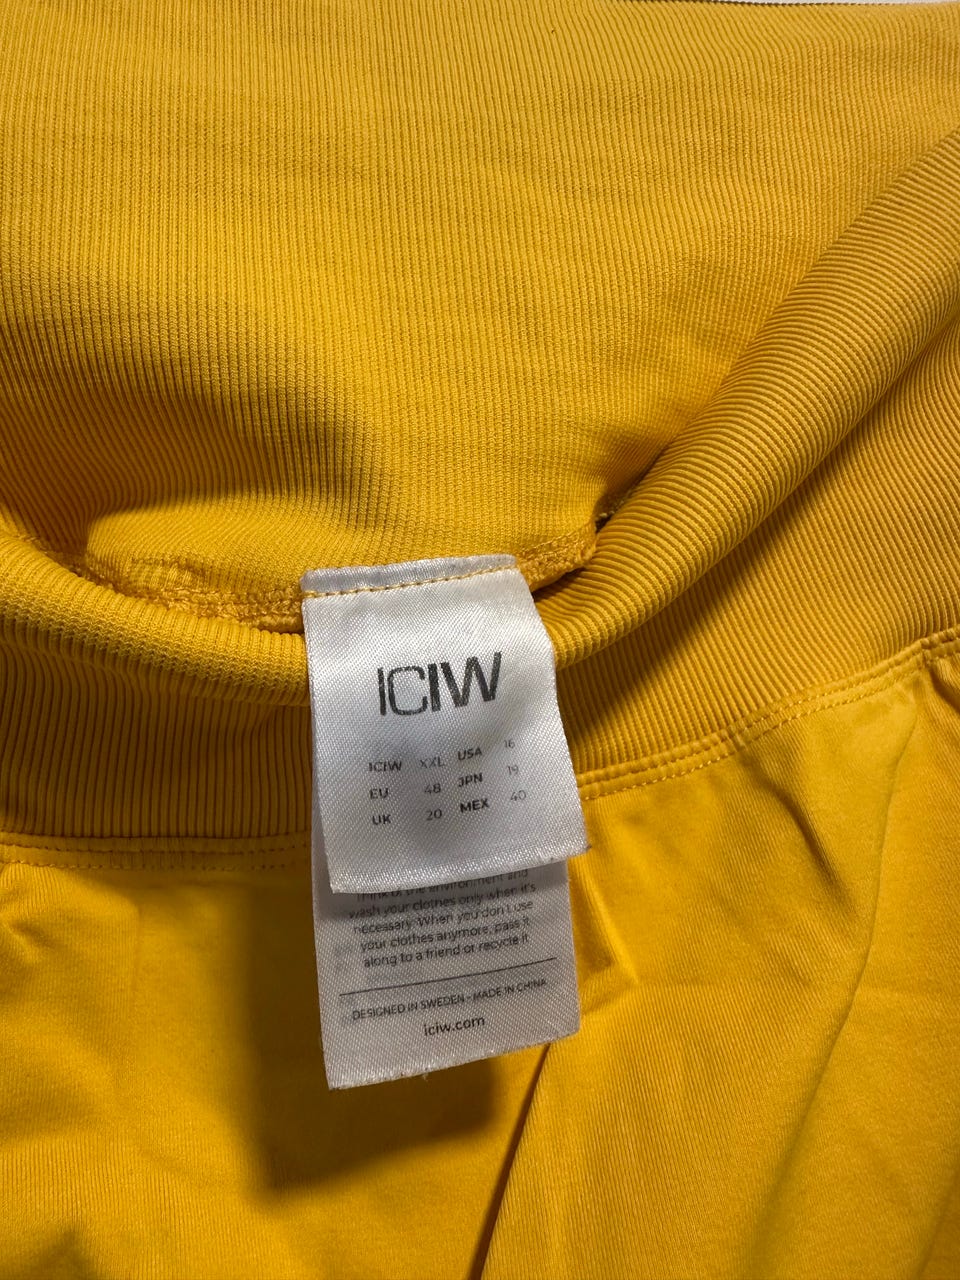 ICIW
ICIW XXL USA 16
EU 48 JPN 19
UK 20 MEX 40
Think of the environment and
wash your clothes only when it's
necessary. When you don't use
your clothes anymore, pass it
along to a friend or recycle it
DESIGNED IN SWEDEN - MADE IN CHINA
iciw.com